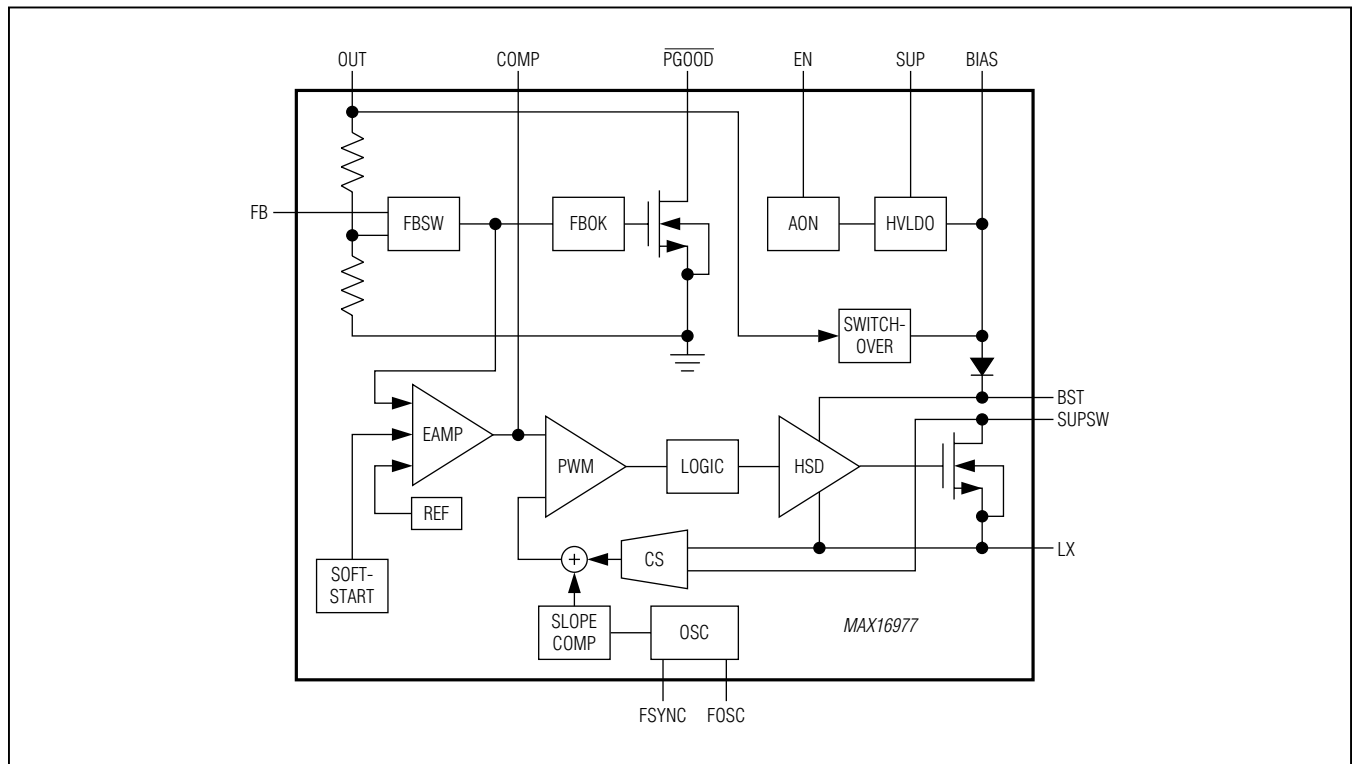 OUT COMP PGOOD EN SUP BIAS
FB
FBSW
FBOK
AON
HVLDO
SWITCH-
OVER
BST
SUPSW
EAMP
PWM
LOGIC
HSD
REF
CS
LX
+
SOFT-
START
SLOPE
COMP
OSC
MAX16977
FSYNC FOSC